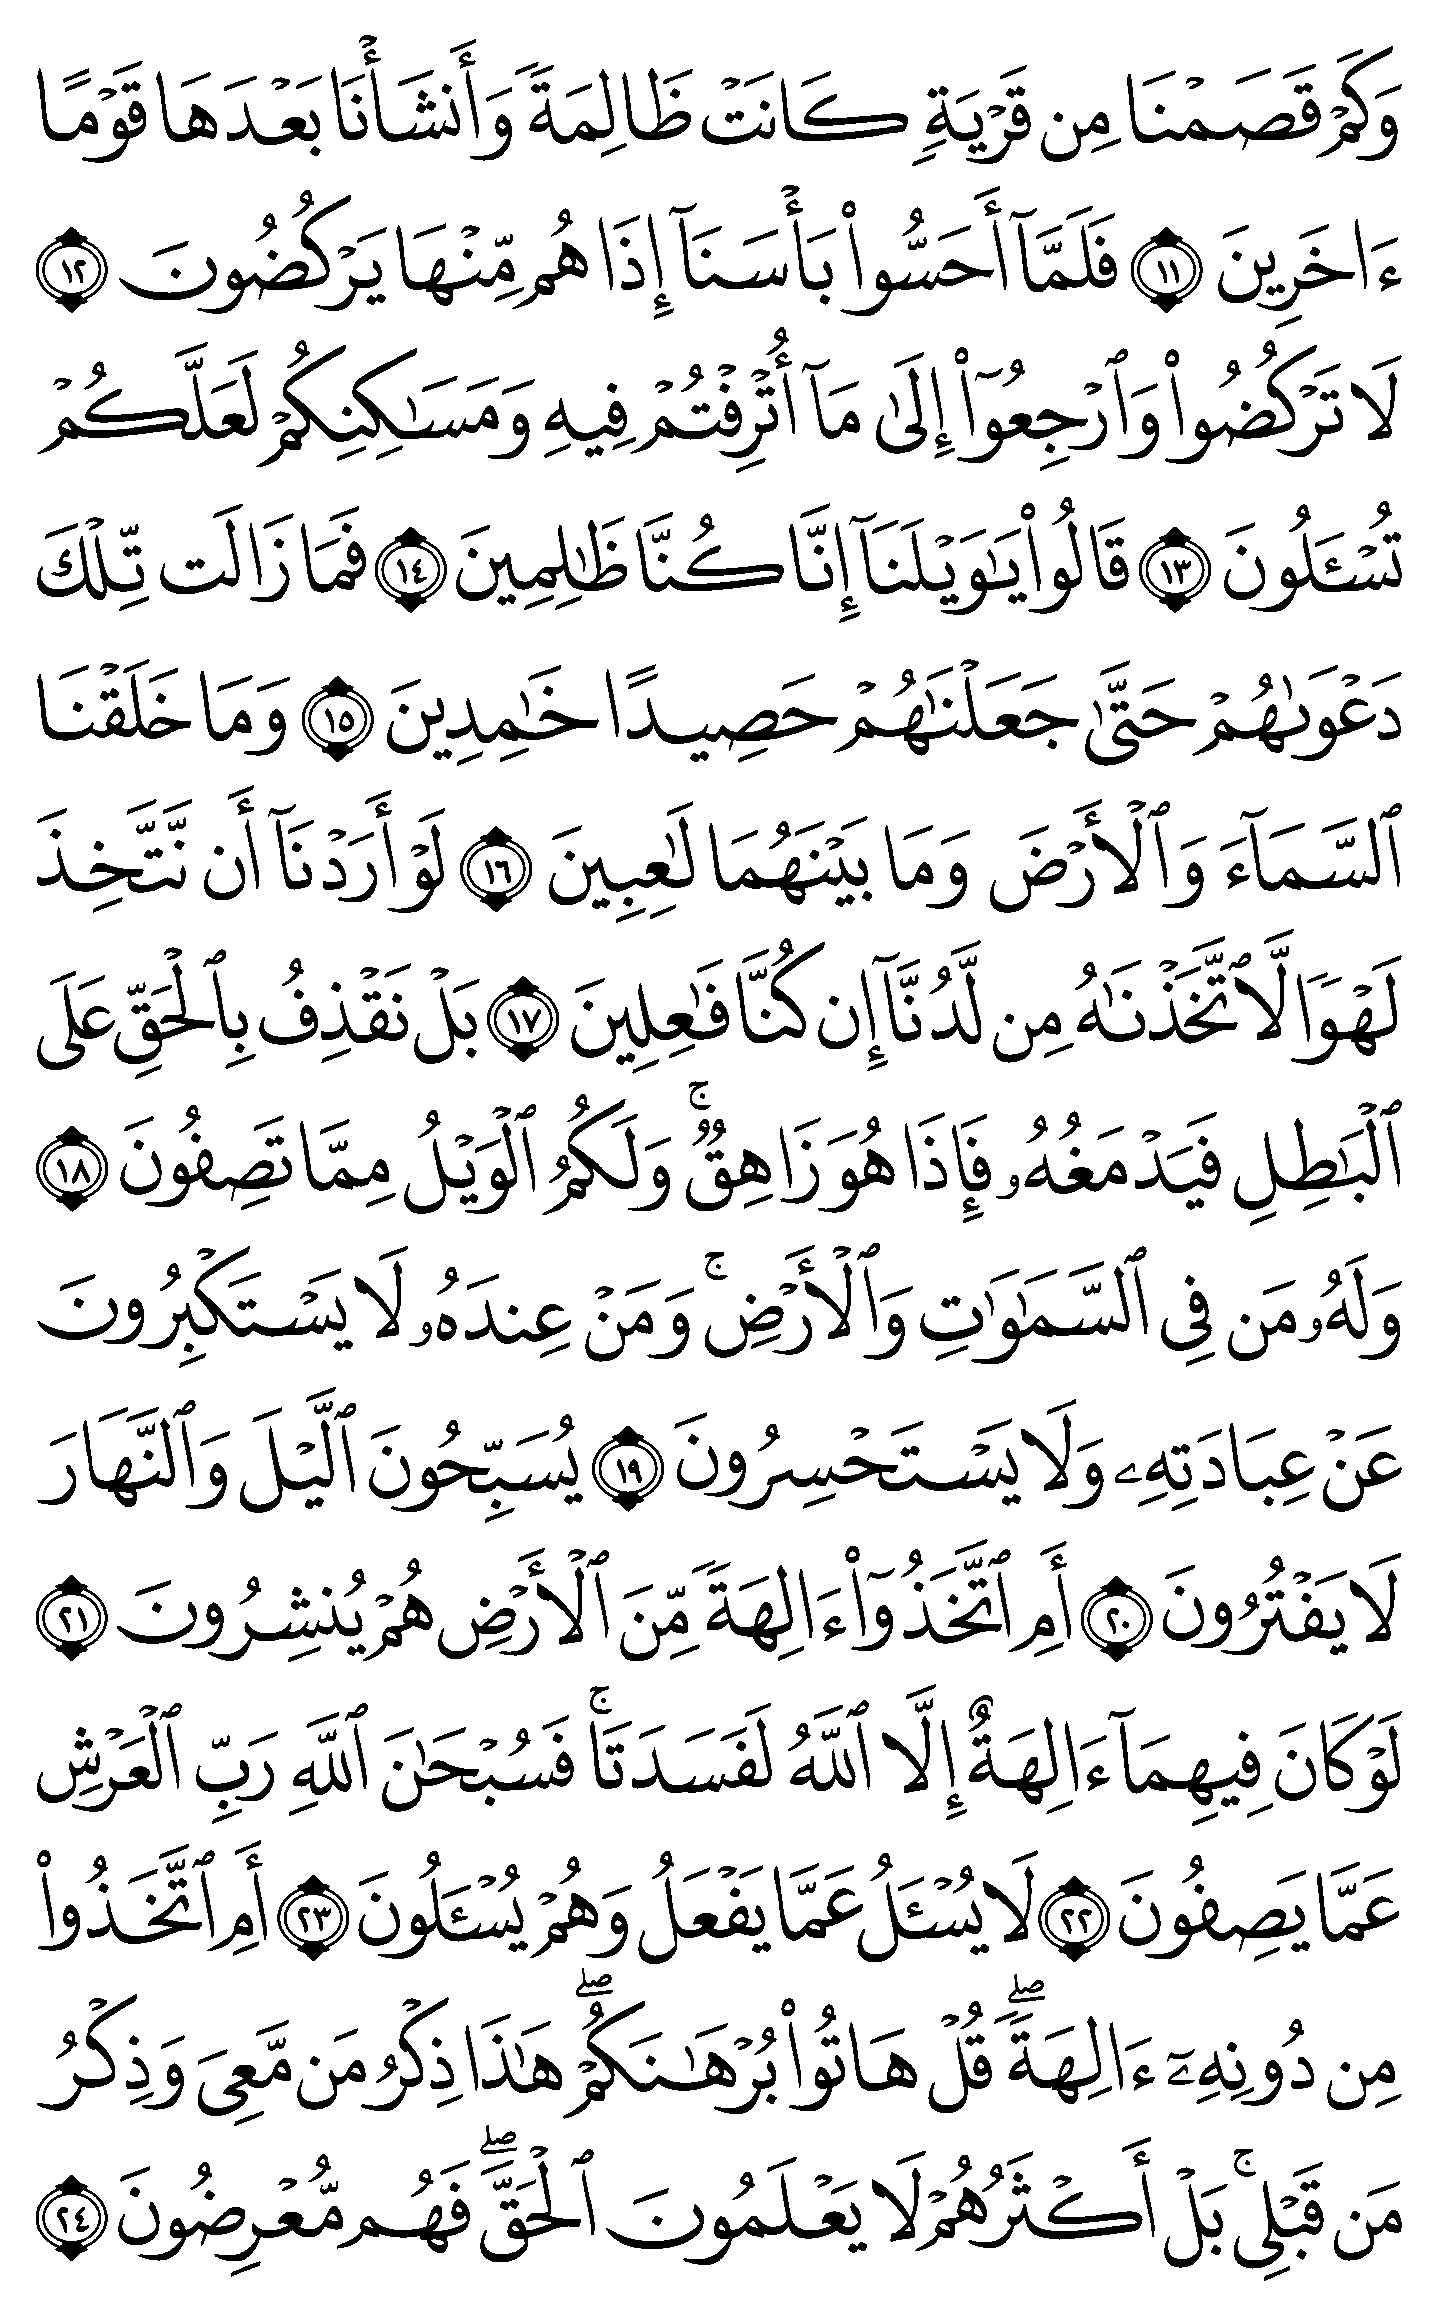 وَكَمۡ قَصَمۡنَا مِن قَرۡيَةٖ كَانَتۡ ظَالِمَةٗ وَأَنشَأۡنَا بَعۡدَهَا قَوۡمًا
ءَاخَرِينَ ١١ فَلَمَّآ أَحَسُّواْ بَأۡسَنَآ إِذَا هُم مِّنۡهَا يَرۡكُضُونَ ١٢
لَا تَرۡكُضُواْ وَٱرۡجِعُوٓاْ إِلَىٰ مَآ أُتۡرِفۡتُمۡ فِيهِ وَمَسَٰكِنِكُمۡ لَعَلَّكُمۡ
تُسۡـَٔلُونَ ١٣ قَالُواْ يَٰوَيۡلَنَآ إِنَّا كُنَّا ظَٰلِمِينَ ١٤ فَمَا زَالَت تِّلۡكَ
دَعۡوَىٰهُمۡ حَتَّىٰ جَعَلۡنَٰهُمۡ حَصِيدًا خَٰمِدِينَ ١٥ وَمَا خَلَقۡنَا
ٱلسَّمَآءَ وَٱلۡأَرۡضَ وَمَا بَيۡنَهُمَا لَٰعِبِينَ ١٦ لَوۡ أَرَدۡنَآ أَن نَّتَّخِذَ
لَهۡوٗا لَّٱتَّخَذۡنَٰهُ مِن لَّدُنَّآ إِن كُنَّا فَٰعِلِينَ ١٧ بَلۡ نَقۡذِفُ بِٱلۡحَقِّ عَلَى
ٱلۡبَٰطِلِ فَيَدۡمَغُهُۥ فَإِذَا هُوَ زَاهِقٞۚ وَلَكُمُ ٱلۡوَيۡلُ مِمَّا تَصِفُونَ ١٨
وَلَهُۥ مَن فِي ٱلسَّمَٰوَٰتِ وَٱلۡأَرۡضِۚ وَمَنۡ عِندَهُۥ لَا يَسۡتَكۡبِرُونَ
عَنۡ عِبَادَتِهِۦ وَلَا يَسۡتَحۡسِرُونَ ١٩ يُسَبِّحُونَ ٱلَّيۡلَ وَٱلنَّهَارَ
لَا يَفۡتُرُونَ ٢٠ أَمِ ٱتَّخَذُوٓاْ ءَالِهَةٗ مِّنَ ٱلۡأَرۡضِ هُمۡ يُنشِرُونَ ٢١
لَوۡ كَانَ فِيهِمَآ ءَالِهَةٌ إِلَّا ٱللَّهُ لَفَسَدَتَاۚ فَسُبۡحَٰنَ ٱللَّهِ رَبِّ ٱلۡعَرۡشِ
عَمَّا يَصِفُونَ ٢٢ لَا يُسۡـَٔلُ عَمَّا يَفۡعَلُ وَهُمۡ يُسۡـَٔلُونَ ٢٣ أَمِ ٱتَّخَذُواْ
مِن دُونِهِۦٓ ءَالِهَةٗۖ قُلۡ هَاتُواْ بُرۡهَٰنَكُمۡۖ هَٰذَا ذِكۡرُ مَن مَّعِيَ وَذِكۡرُ
مَن قَبۡلِيۚ بَلۡ أَكۡثَرُهُمۡ لَا يَعۡلَمُونَ ٱلۡحَقَّۖ فَهُم مُّعۡرِضُونَ ٢٤